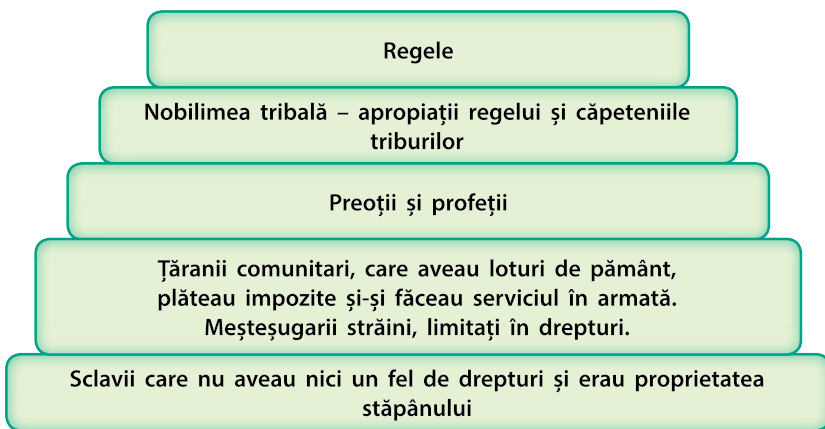 Regele
Nobilimea tribală – apropiații regelui și căpeteniile
triburilor
Preoții și profeții
Țăranii comunitari, care aveau loturi de pământ,
plăteau impozite și-și făceau serviciul în armată.
Meșteșugarii străini, limitați în drepturi.
Sclavii care nu aveau nici un fel de drepturi și erau proprietatea
stăpânului